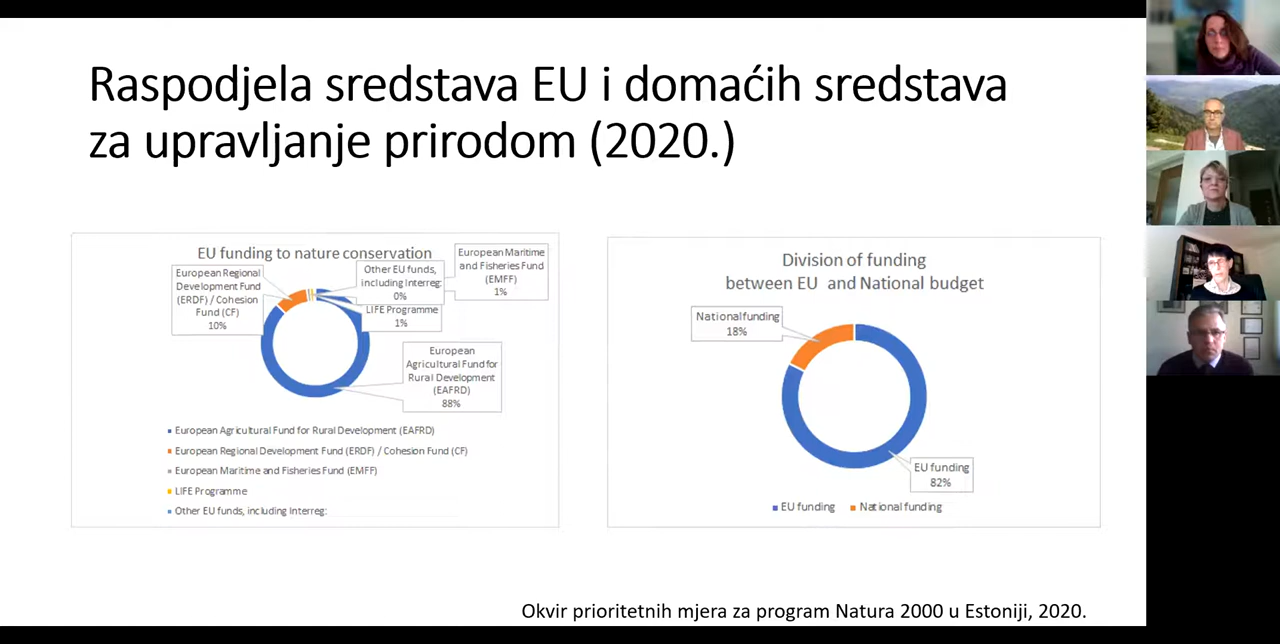 Raspodjela sredstava EU i domaćih sredstava
za upravljanje prirodom (2020.)
EU funding to nature conservation
European Regional
Development Fund
(ERDF) / Cohesion
Fund (CF)
10%
Other EU funds,
including Interreg:
0%
European Maritime
and Fisheries Fund
(EMFF)
1%
LIFE Programme
1%
European
Agricultural Fund for
Rural Development
(EAFRD)
88%
European Agricultural Fund for Rural Development (EAFRD)
European Regional Development Fund (ERDF) / Cohesion Fund (CF)
European Maritime and Fisheries Fund (EMFF)
LIFE Programme
Other EU funds, including Interreg:
Division of funding
between EU and National budget
National funding
18%
EU funding
82%
EU funding National funding
Okvir prioritetnih mjera za program Natura 2000 u Estoniji, 2020.